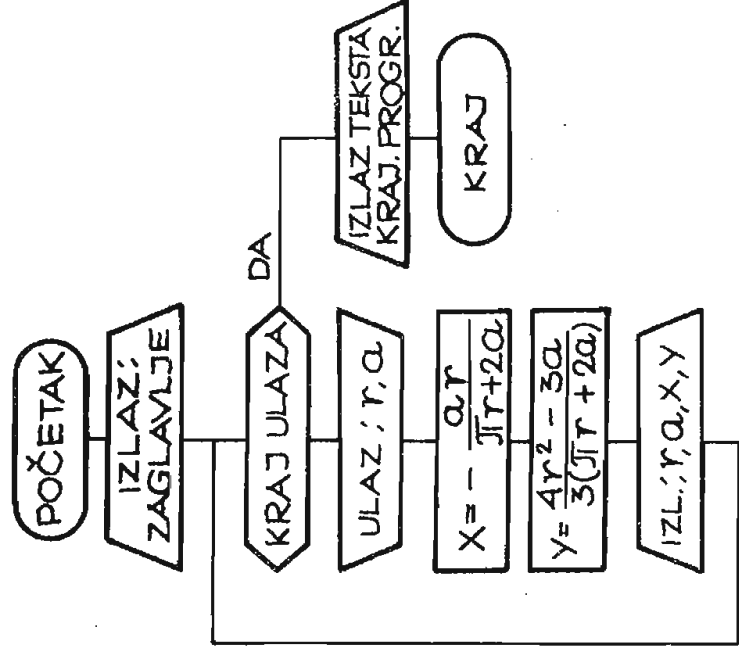 POČETAK
IZLAZ:
ZAGLAVLJE
KRAJ ULAZA
DA
IZLAZ TEKSTA
KRAJ. PROGR.
KRAJ
ULAZ: r, a
X = - ar / πr+2a
Y = 4r² - 3a / 3(πr + 2a)
IZL.: r, a, X, Y